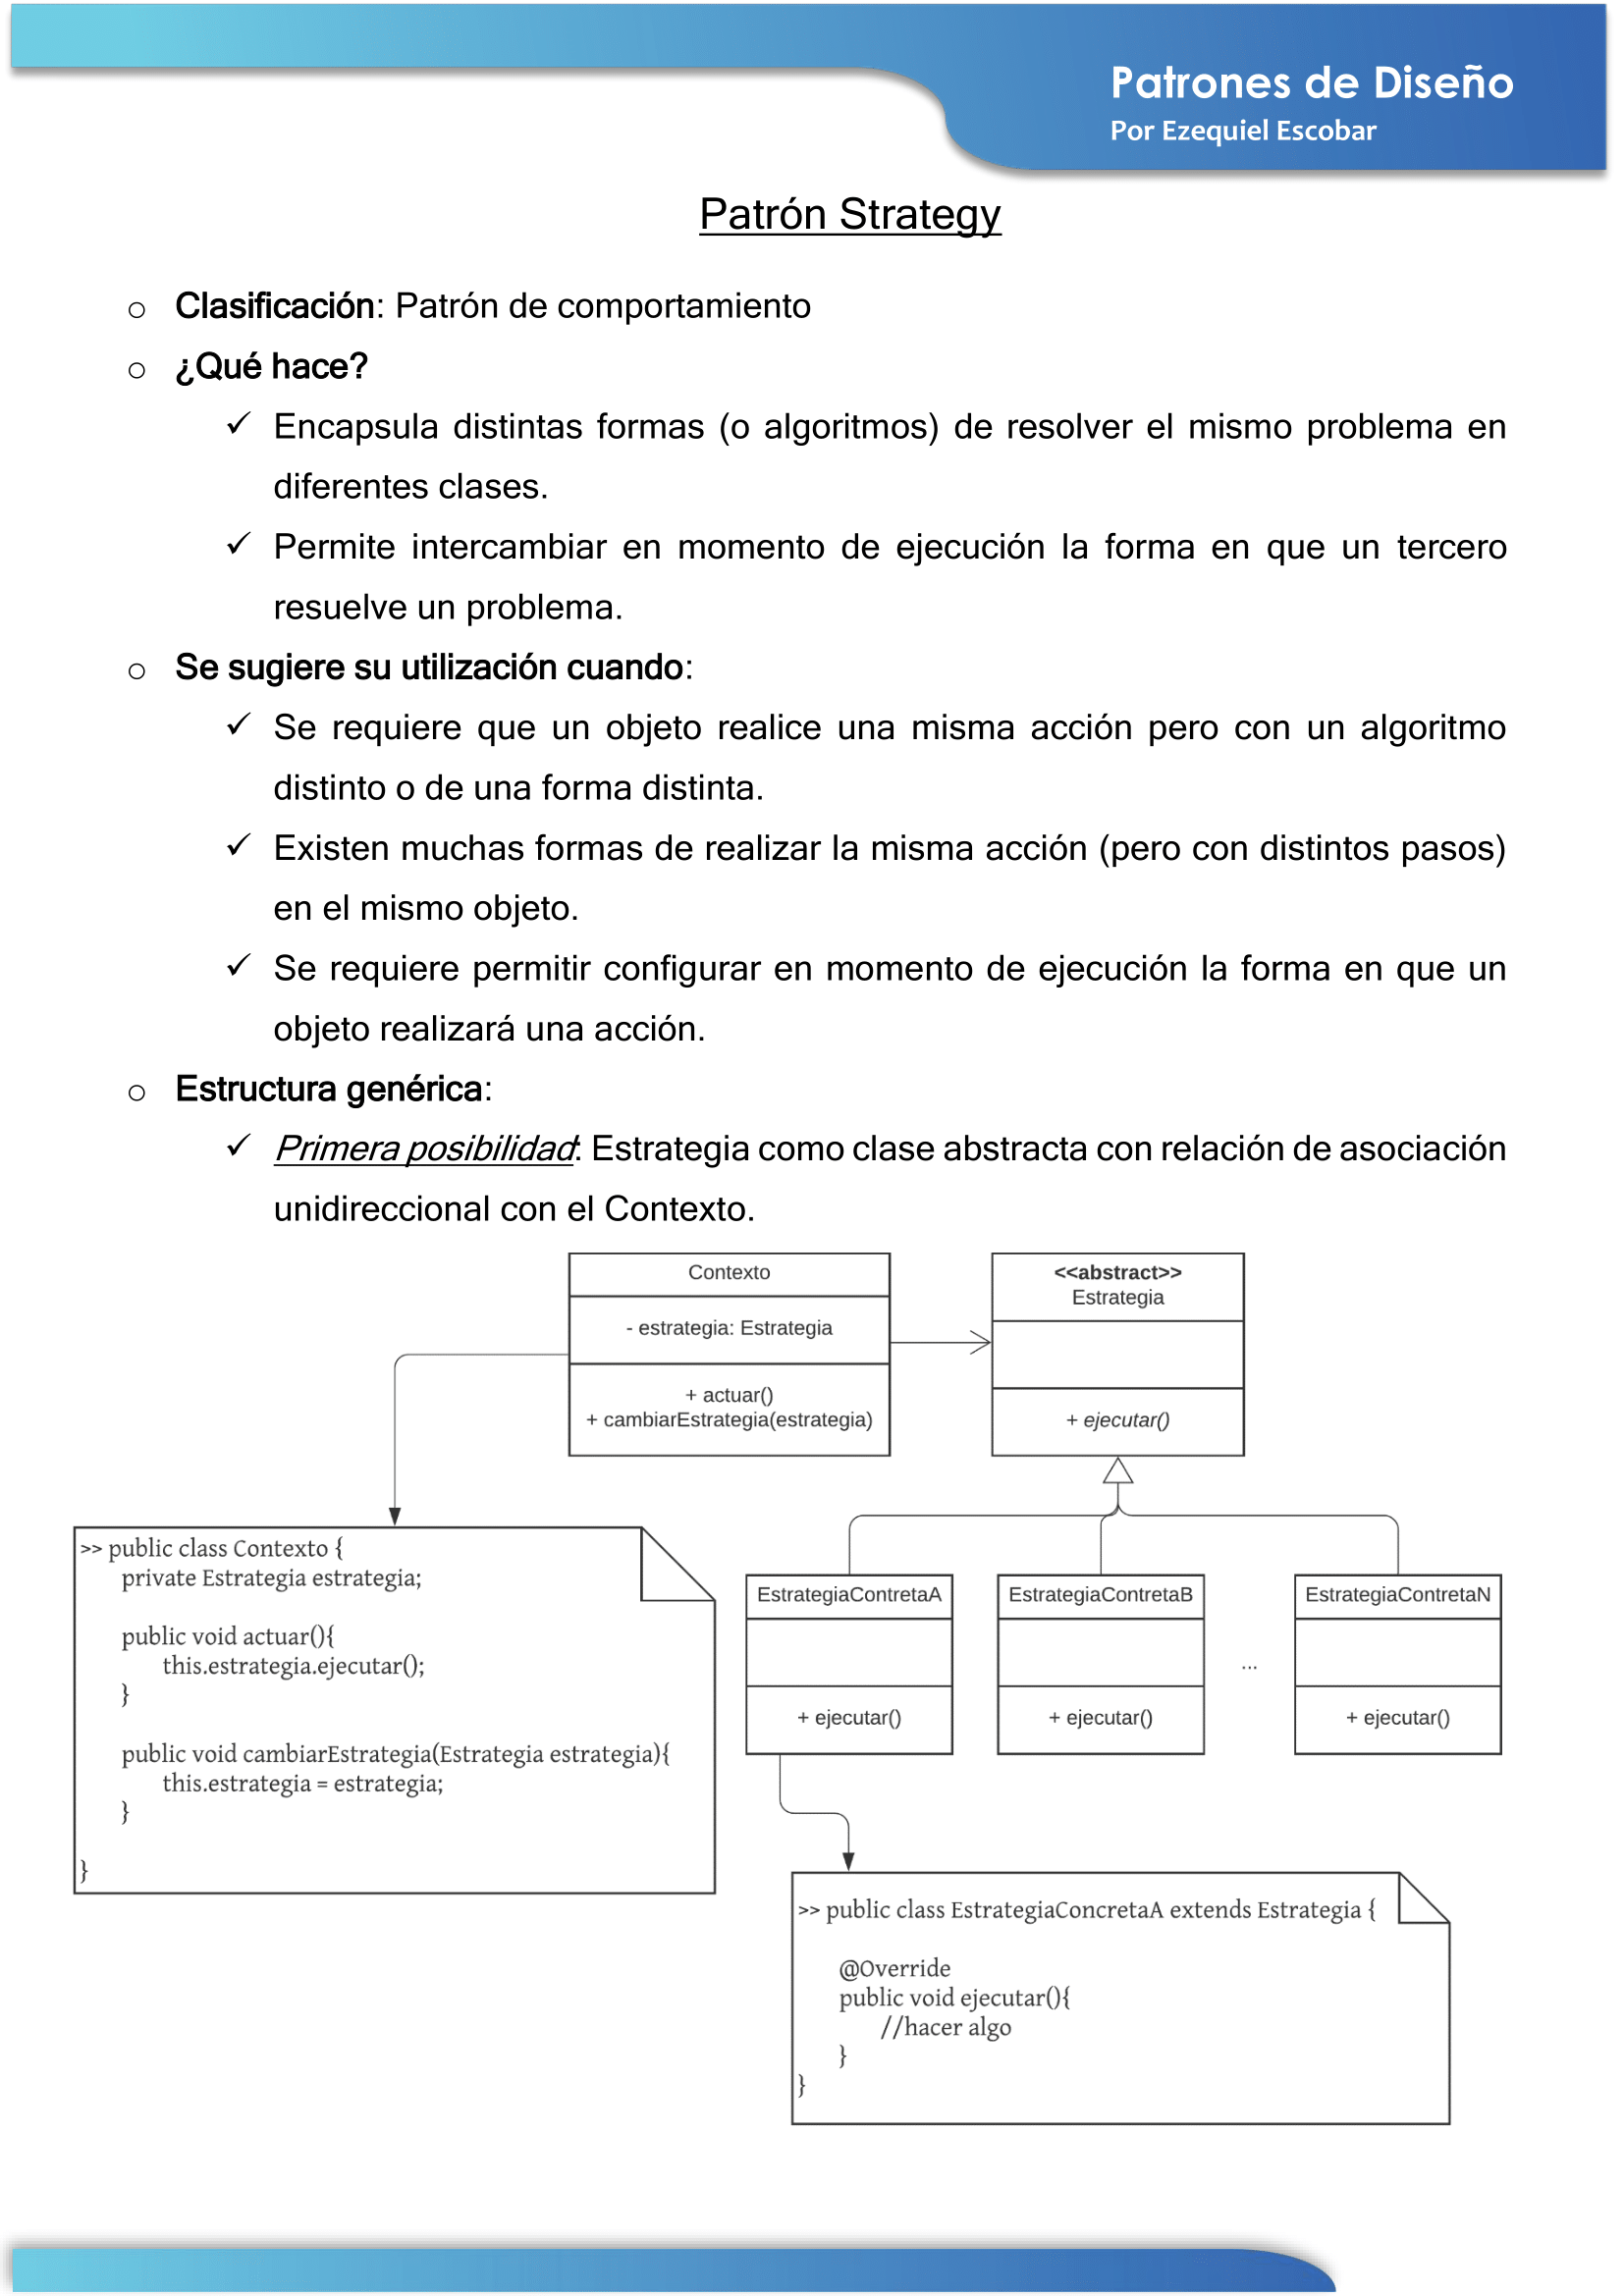 Patrones de Diseño
Por Ezequiel Escobar
Patrón Strategy
o Clasificación: Patrón de comportamiento
o ¿Qué hace?
✓ Encapsula distintas formas (o algoritmos) de resolver el mismo problema en
diferentes clases.
✓ Permite intercambiar en momento de ejecución la forma en que un tercero
resuelve un problema.
o Se sugiere su utilización cuando:
✓ Se requiere que un objeto realice una misma acción pero con un algoritmo
distinto o de una forma distinta.
✓ Existen muchas formas de realizar la misma acción (pero con distintos pasos)
en el mismo objeto.
✓ Se requiere permitir configurar en momento de ejecución la forma en que un
objeto realizará una acción.
o Estructura genérica:
✓ Primera posibilidad: Estrategia como clase abstracta con relación de asociación
unidireccional con el Contexto.
Contexto
- estrategia: Estrategia
+ actuar()
+ cambiarEstrategia(estrategia)
<<abstract>>
Estrategia
+ ejecutar()
>> public class Contexto {
private Estrategia estrategia;
public void actuar(){
this.estrategia.ejecutar();
}
public void cambiarEstrategia(Estrategia estrategia){
this.estrategia = estrategia;
}
}
EstrategiaContretaA
+ ejecutar()
EstrategiaContretaB
+ ejecutar()
...
EstrategiaContretaN
+ ejecutar()
>> public class EstrategiaConcretaA extends Estrategia {
@Override
public void ejecutar(){
//hacer algo
}
}